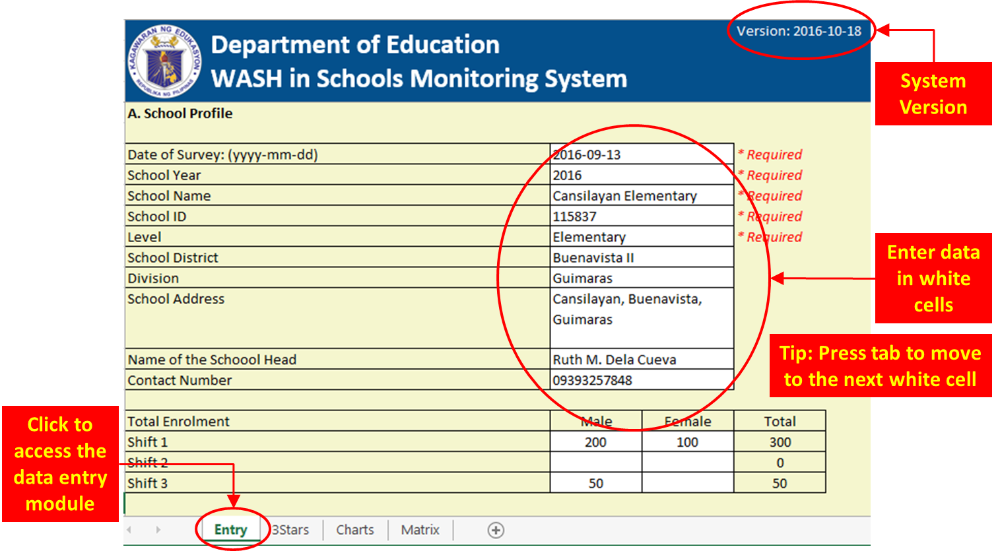 KAGAWARAN NG EDUKASYON
REPUBLIKA NG PILIPINAS
Department of Education
WASH in Schools Monitoring System
Version: 2016-10-18
System
Version
A. School Profile
Date of Survey: (yyyy-mm-dd) 2016-09-13 * Required
School Year 2016 * Required
School Name Cansilayan Elementary * Required
School ID 115837 * Required
Level Elementary * Required
School District Buenavista II
Division Guimaras
School Address Cansilayan, Buenavista,
Guimaras
Name of the Schoool Head Ruth M. Dela Cueva
Contact Number 09393257848
Enter data
in white
cells
Tip: Press tab to move
to the next white cell
Total Enrolment Male Female Total
Shift 1 200 100 300
Shift 2 0
Shift 3 50 50
Click to
access the
data entry
module
Entry 3Stars Charts Matrix